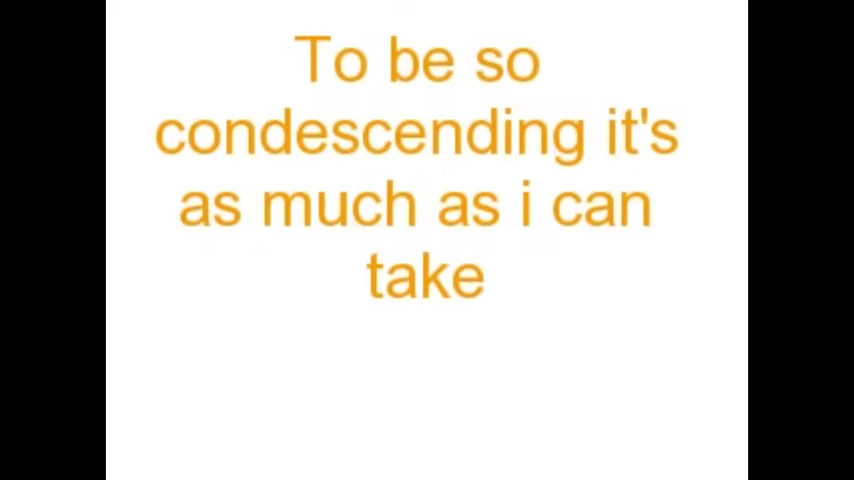 To be so
condescending it's
as much as i can
take